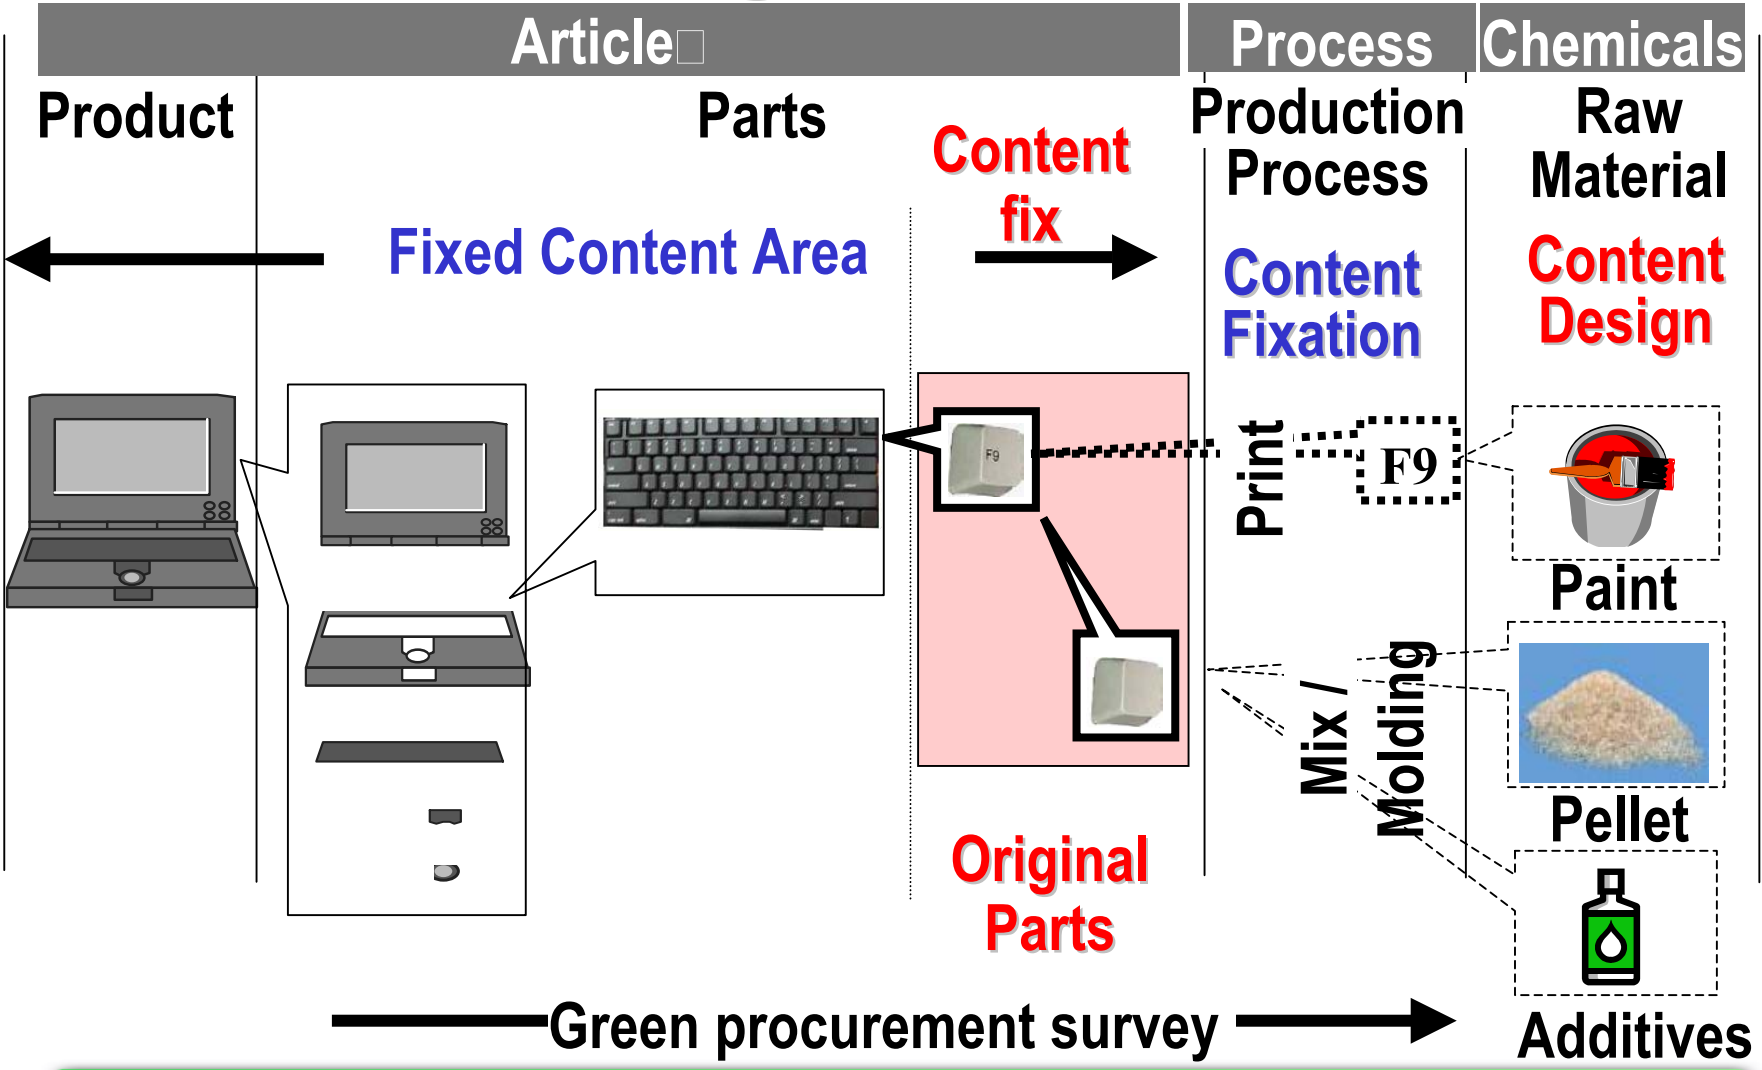 Article□
Process
Chemicals
Product
Parts
Production
Process
Raw
Material
Content
fix
Fixed Content Area
Content
Fixation
Content
Design
F9
Print
F9
Paint
Mix /
Molding
Pellet
Original
Parts
Green procurement survey
Additives